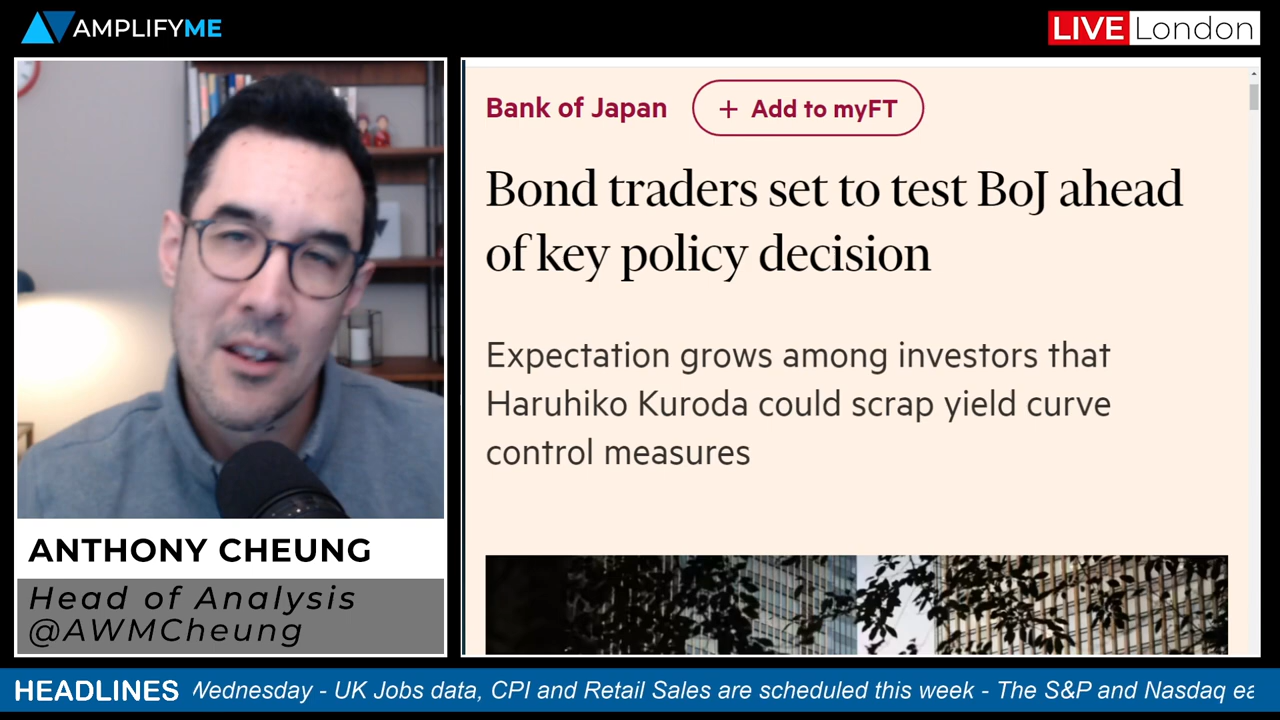 AMPLIFYME
LIVE London
Bank of Japan
+ Add to myFT
Bond traders set to test BoJ ahead
of key policy decision
Expectation grows among investors that
Haruhiko Kuroda could scrap yield curve
control measures
ANTHONY CHEUNG
Head of Analysis
@AWMCheung
HEADLINES Wednesday - UK Jobs data, CPI and Retail Sales are scheduled this week - The S&P and Nasdaq